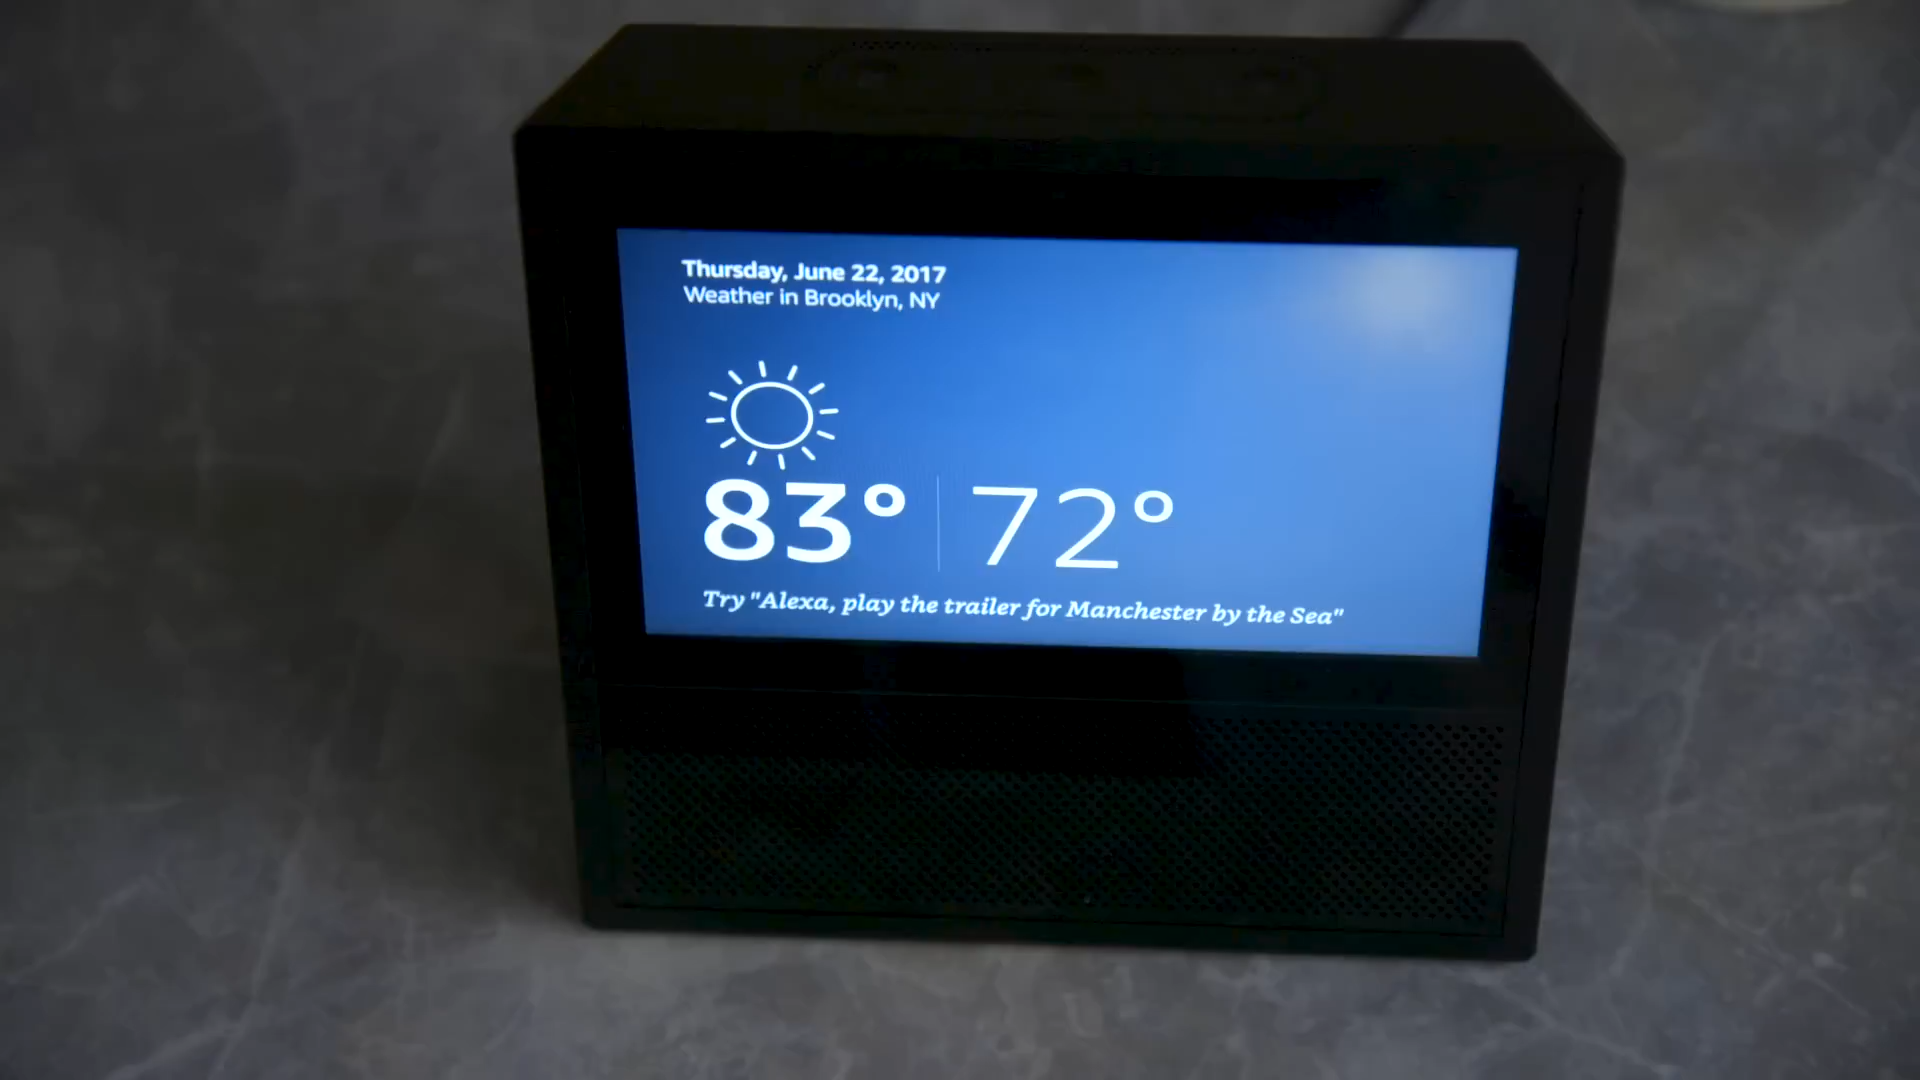 Thursday, June 22, 2017
Weather in Brooklyn, NY
83° 72°
Try "Alexa, play the trailer for Manchester by the Sea"